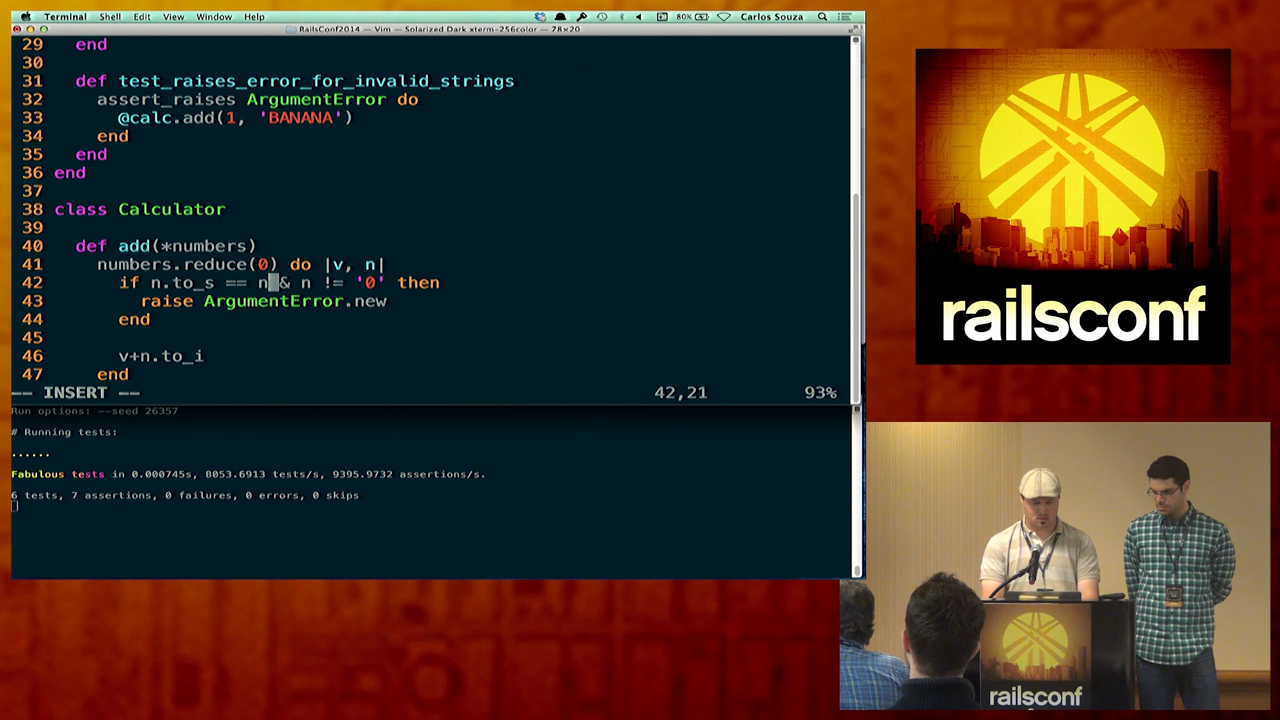 Terminal Shell Edit View Window Help 80% Carlos Souza
RailsConf2014 — Vim — Solarized Dark xterm-256color — 78×20
29 end
30
31 def test_raises_error_for_invalid_strings
32 assert_raises ArgumentError do
33 @calc.add(1, 'BANANA')
34 end
35 end
36 end
37
38 class Calculator
39
40 def add(*numbers)
41 numbers.reduce(0) do |v, n|
42 if n.to_s == n & n != '0' then
43 raise ArgumentError.new
44 end
45
46 v+n.to_i
47 end
-- INSERT -- 42,21 93%
Run options: --seed 26357
# Running tests:
......
Fabulous tests in 0.000745s, 8053.6913 tests/s, 9395.9732 assertions/s.
6 tests, 7 assertions, 0 failures, 0 errors, 0 skips
railsconf
railsconf